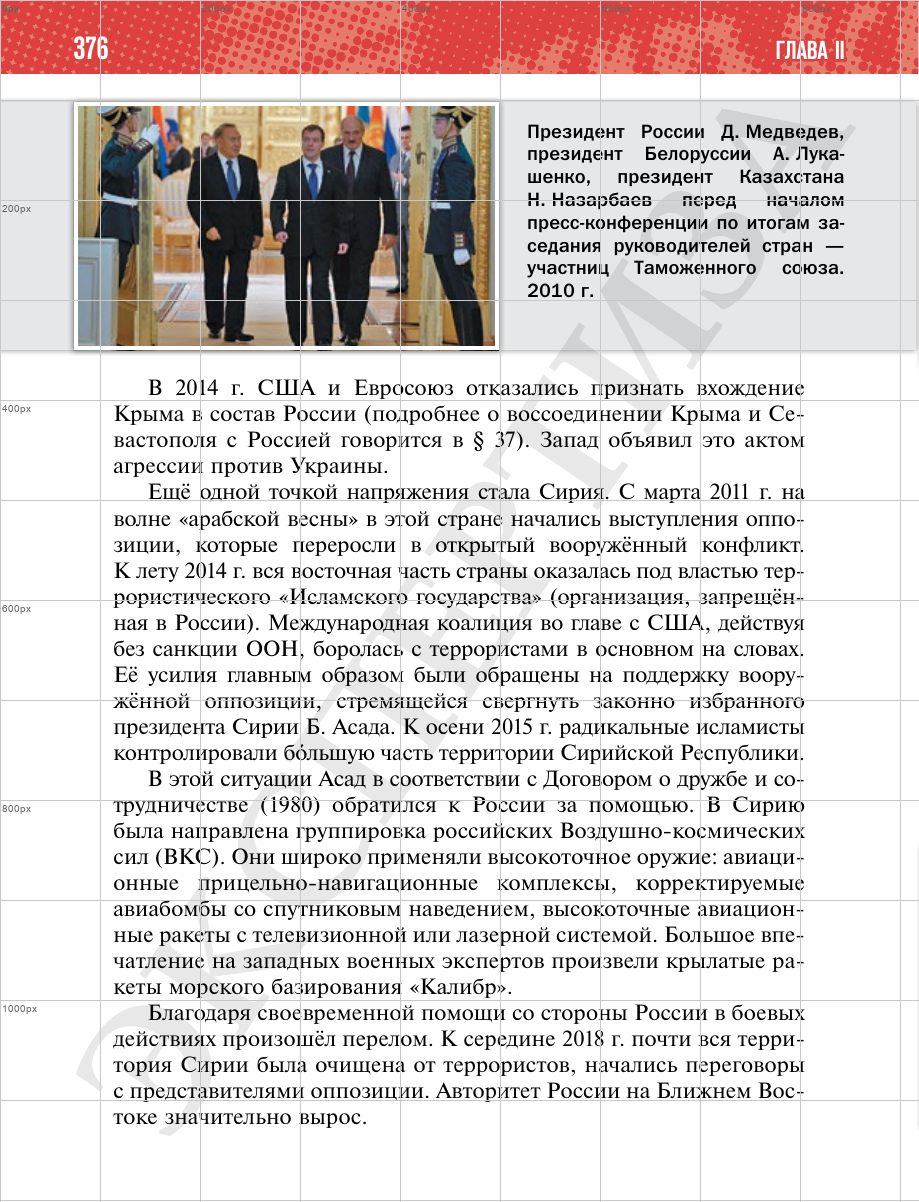 376
ГЛАВА II
Президент России Д. Медведев,
президент Белоруссии А. Лука-
шенко, президент Казахстана
Н. Назарбаев перед началом
пресс-конференции по итогам за-
седания руководителей стран —
участниц Таможенного союза.
2010 г.
200px
В 2014 г. США и Евросоюз отказались признать вхождение
400px
Крыма в состав России (подробнее о воссоединении Крыма и Се-
вастополя с Россией говорится в § 37). Запад объявил это актом
агрессии против Украины.
Ещё одной точкой напряжения стала Сирия. С марта 2011 г. на
волне «арабской весны» в этой стране начались выступления оппо-
зиции, которые переросли в открытый вооружённый конфликт.
К лету 2014 г. вся восточная часть страны оказалась под властью тер-
рористического «Исламского государства» (организация, запрещён-
600px
ная в России). Международная коалиция во главе с США, действуя
без санкции ООН, боролась с террористами в основном на словах.
Её усилия главным образом были обращены на поддержку воору-
жённой оппозиции, стремящейся свергнуть законно избранного
президента Сирии Б. Асада. К осени 2015 г. радикальные исламисты
контролировали бо́льшую часть территории Сирийской Республики.
В этой ситуации Асад в соответствии с Договором о дружбе и со-
трудничестве (1980) обратился к России за помощью. В Сирию
800px
была направлена группировка российских Воздушно-космических
сил (ВКС). Они широко применяли высокоточное оружие: авиаци-
онные прицельно-навигационные комплексы, корректируемые
авиабомбы со спутниковым наведением, высокоточные авиацион-
ные ракеты с телевизионной или лазерной системой. Большое впе-
чатление на западных военных экспертов произвели крылатые ра-
кеты морского базирования «Калибр».
1000px
Благодаря своевременной помощи со стороны России в боевых
действиях произошёл перелом. К середине 2018 г. почти вся терри-
тория Сирии была очищена от террористов, начались переговоры
с представителями оппозиции. Авторитет России на Ближнем Вос-
токе значительно вырос.
ЭКСПЕРТИЗА